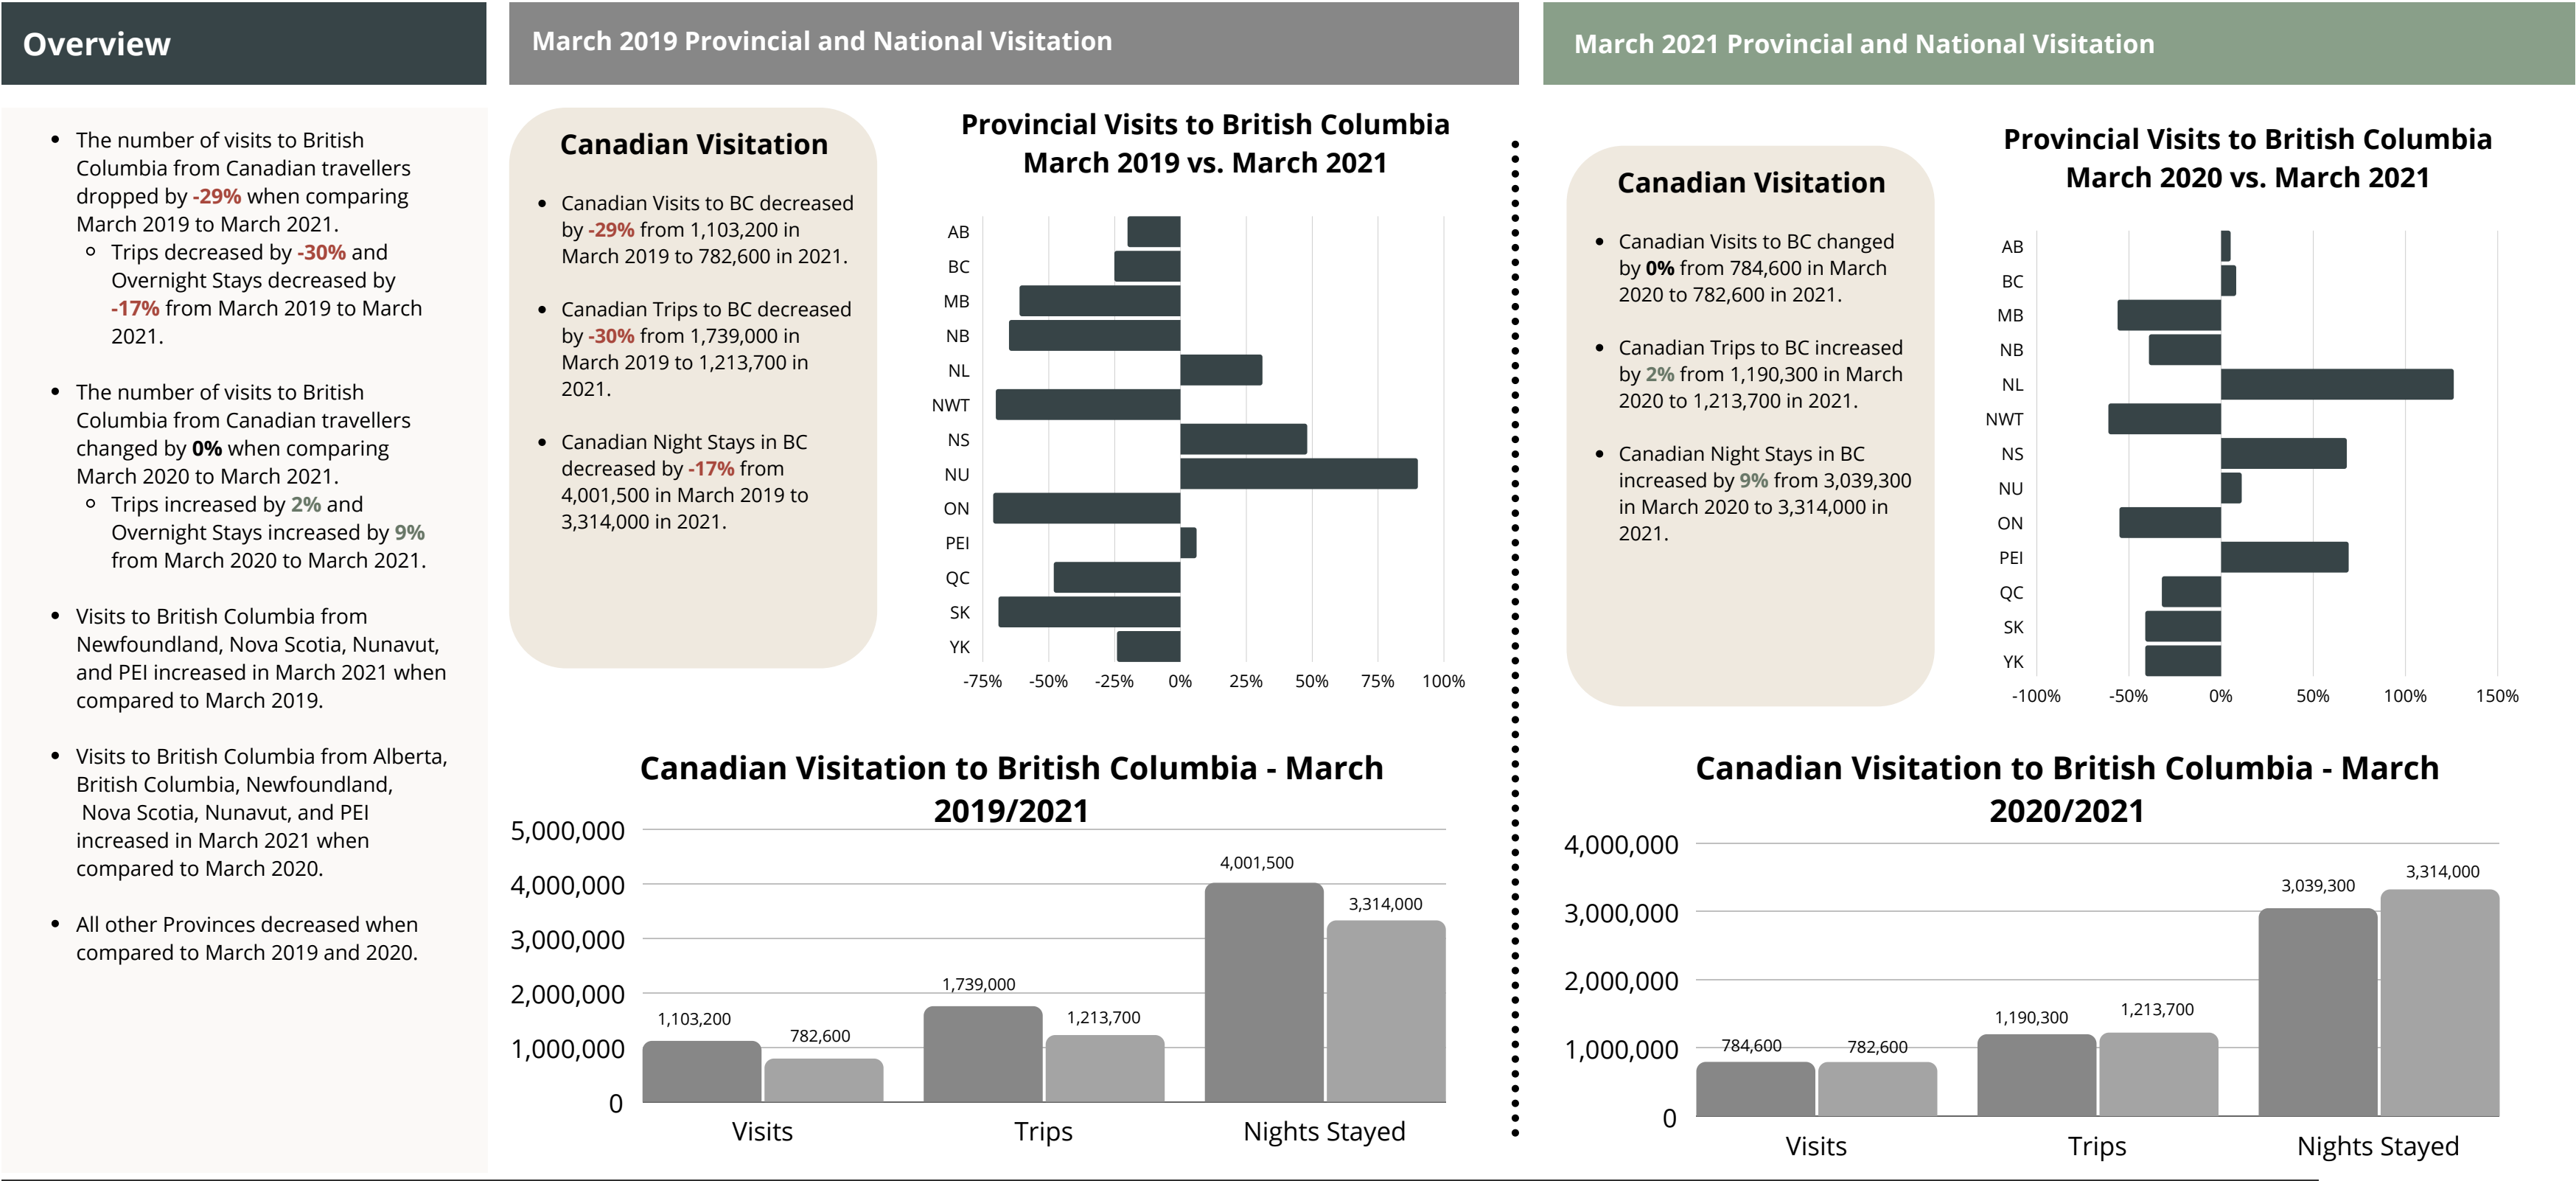 Overview
The number of visits to British
Columbia from Canadian travellers
dropped by -29% when comparing
March 2019 to March 2021.
Trips decreased by -30% and
Overnight Stays decreased by
-17% from March 2019 to March
2021.
The number of visits to British
Columbia from Canadian travellers
changed by 0% when comparing
March 2020 to March 2021.
Trips increased by 2% and
Overnight Stays increased by 9%
from March 2020 to March 2021.
Visits to British Columbia from
Newfoundland, Nova Scotia, Nunavut,
and PEI increased in March 2021 when
compared to March 2019.
Visits to British Columbia from Alberta,
British Columbia, Newfoundland,
Nova Scotia, Nunavut, and PEI
increased in March 2021 when
compared to March 2020.
All other Provinces decreased when
compared to March 2019 and 2020.
March 2019 Provincial and National Visitation
Canadian Visitation
Canadian Visits to BC decreased
by -29% from 1,103,200 in
March 2019 to 782,600 in 2021.
Canadian Trips to BC decreased
by -30% from 1,739,000 in
March 2019 to 1,213,700 in
2021.
Canadian Night Stays in BC
decreased by -17% from
4,001,500 in March 2019 to
3,314,000 in 2021.
Provincial Visits to British Columbia
March 2019 vs. March 2021
AB
BC
MB
NB
NL
NWT
NS
NU
ON
PEI
QC
SK
YK
-75% -50% -25% 0% 25% 50% 75% 100%
Canadian Visitation to British Columbia - March
2019/2021
5,000,000
4,000,000
3,000,000
2,000,000
1,000,000
0
1,103,200
782,600
1,739,000
1,213,700
4,001,500
3,314,000
Visits Trips Nights Stayed
March 2021 Provincial and National Visitation
Canadian Visitation
Canadian Visits to BC changed
by 0% from 784,600 in March
2020 to 782,600 in 2021.
Canadian Trips to BC increased
by 2% from 1,190,300 in March
2020 to 1,213,700 in 2021.
Canadian Night Stays in BC
increased by 9% from 3,039,300
in March 2020 to 3,314,000 in
2021.
Provincial Visits to British Columbia
March 2020 vs. March 2021
AB
BC
MB
NB
NL
NWT
NS
NU
ON
PEI
QC
SK
YK
-100% -50% 0% 50% 100% 150%
Canadian Visitation to British Columbia - March
2020/2021
4,000,000
3,000,000
2,000,000
1,000,000
0
784,600
782,600
1,190,300
1,213,700
3,039,300
3,314,000
Visits Trips Nights Stayed